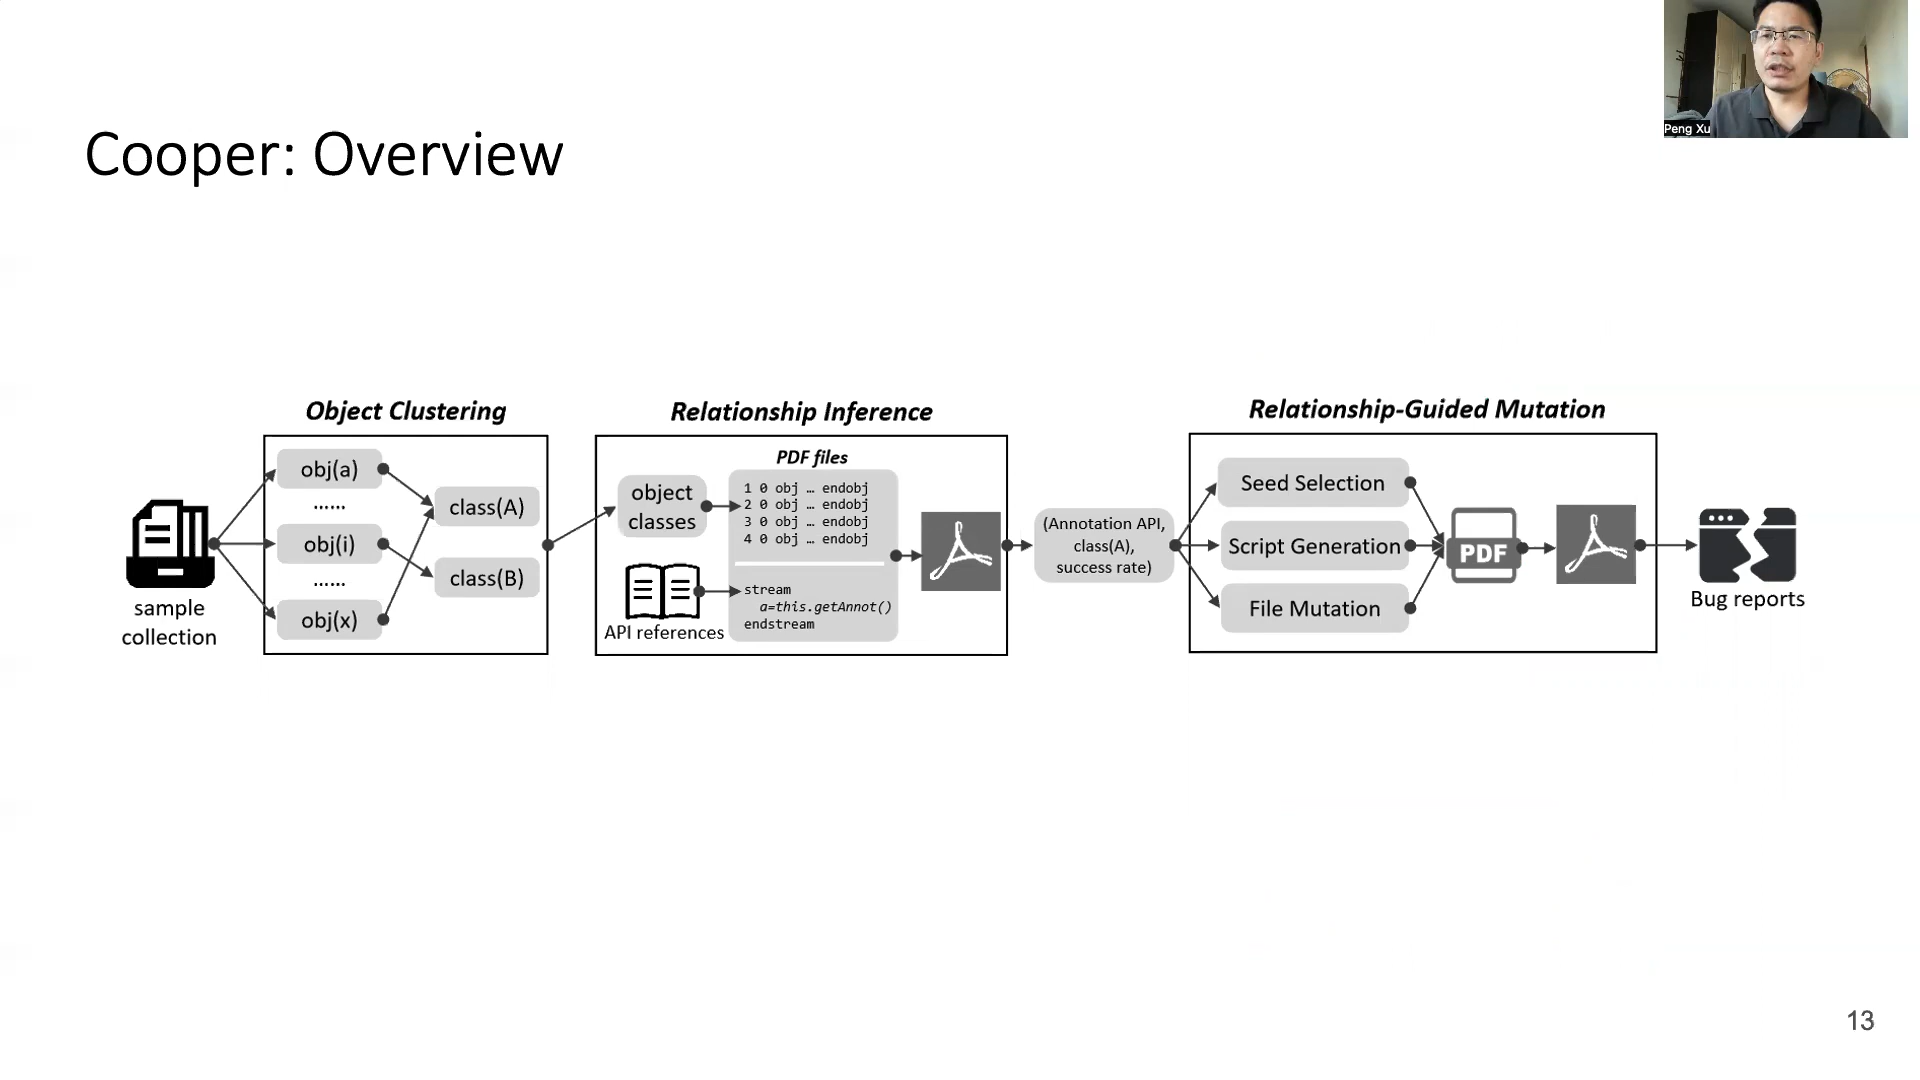 Peng Xu
Cooper: Overview
Object Clustering
obj(a)
......
obj(i)
......
obj(x)
class(A)
class(B)
sample
collection
Relationship Inference
PDF files
object
classes
1 0 obj … endobj
2 0 obj … endobj
3 0 obj … endobj
4 0 obj … endobj
stream
a=this.getAnnot()
endstream
API references
(Annotation API,
class(A),
success rate)
Relationship-Guided Mutation
Seed Selection
Script Generation
File Mutation
PDF
Bug reports
13